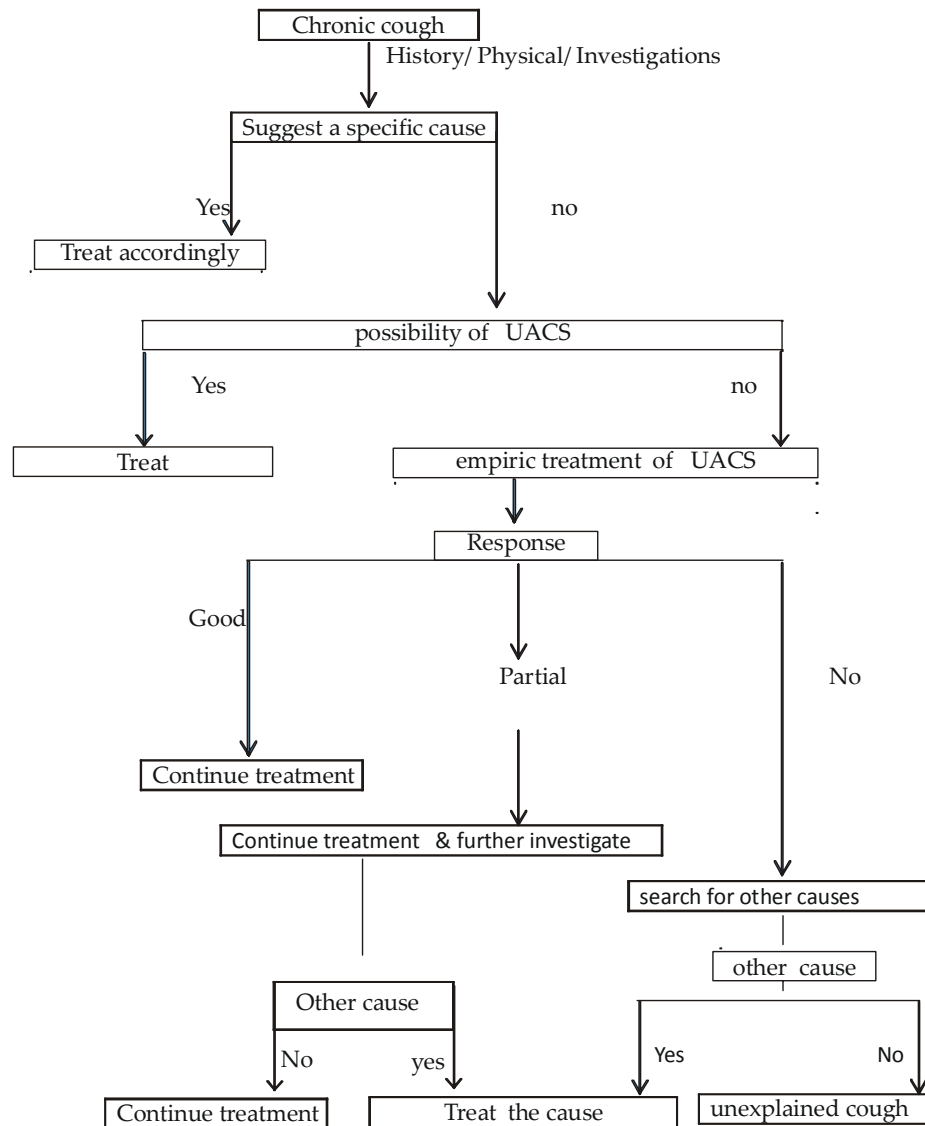 Chronic cough
History/ Physical/ Investigations
Suggest a specific cause
Yes
no
Treat accordingly
possibility of UACS
Yes
no
Treat
empiric treatment of UACS
Response
Good
Partial
No
Continue treatment
Continue treatment & further investigate
search for other causes
other cause
Other cause
No
yes
Yes
No
Continue treatment
Treat the cause
unexplained cough